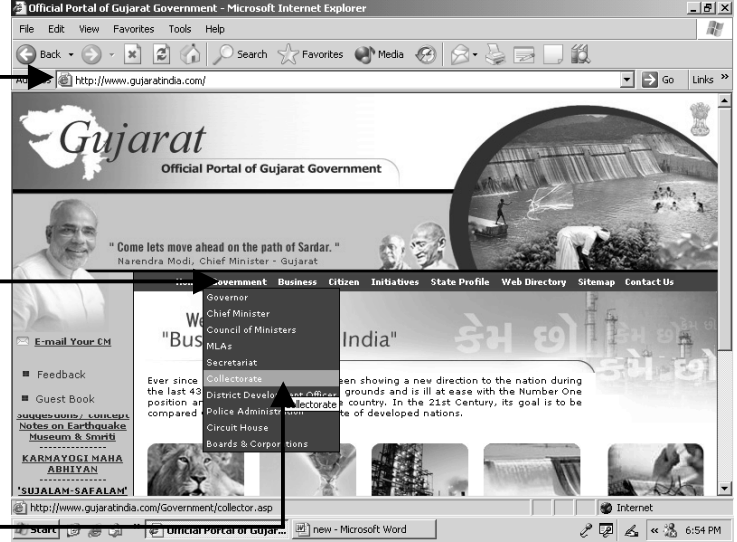 Official Portal of Gujarat Government - Microsoft Internet Explorer
File Edit View Favorites Tools Help
Back Search Favorites Media
http://www.gujaratindia.com/ Go Links »
Gujarat
Official Portal of Gujarat Government
" Come lets move ahead on the path of Sardar. "
Narendra Modi, Chief Minister - Gujarat
Government Business Citizen Initiatives State Profile Web Directory Sitemap Contact Us
Governor
Chief Minister
Council of Ministers
MLAs
Secretariat
Collectorate
District Development Officer
Collectorate
Police Administration
Circuit House
Boards & Corporations
"Bus India"
કેમ છો
E-mail Your CM
Feedback
Guest Book
Suggestions/ Concept
Notes on Earthquake
Museum & Smriti
KARMAYOGI MAHA
ABHIYAN
'SUJALAM-SAFALAM'
Ever since een showing a new direction to the nation during
the last 43 grounds and is ill at ease with the Number One
position country. In the 21st Century, its goal is to be
compared te of developed nations.
http://www.gujaratindia.com/Government/collector.asp Internet
Start Official Portal of Gujar... new - Microsoft Word « 6:54 PM